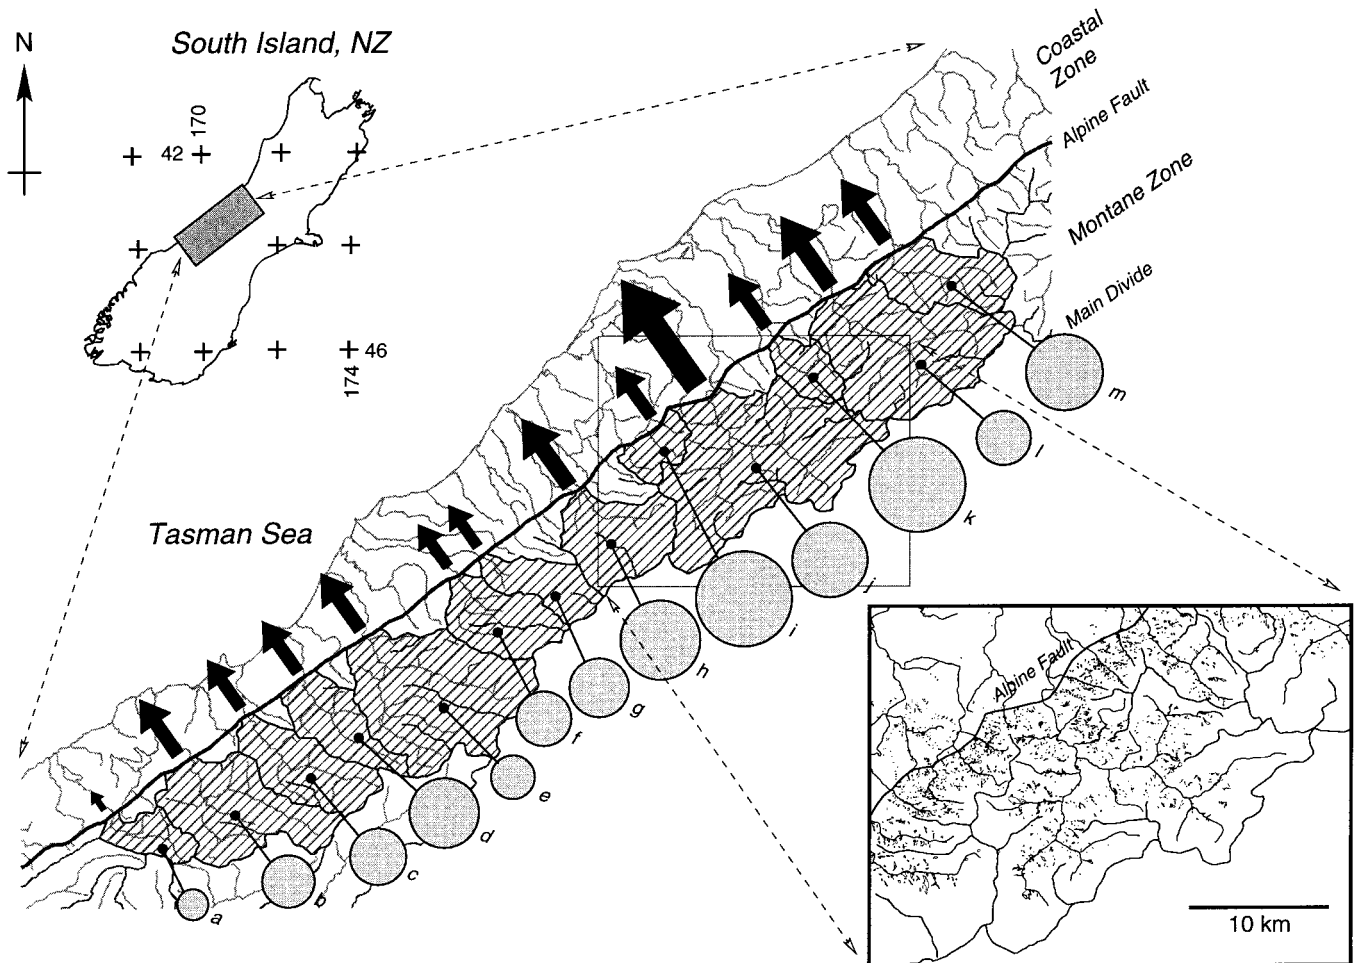 N
South Island, NZ
170
42
46
174
Coastal
Zone
Alpine Fault
Montane Zone
Main Divide
Tasman Sea
m
l
k
j
i
h
g
f
e
d
c
b
a
Alpine Fault
10 km